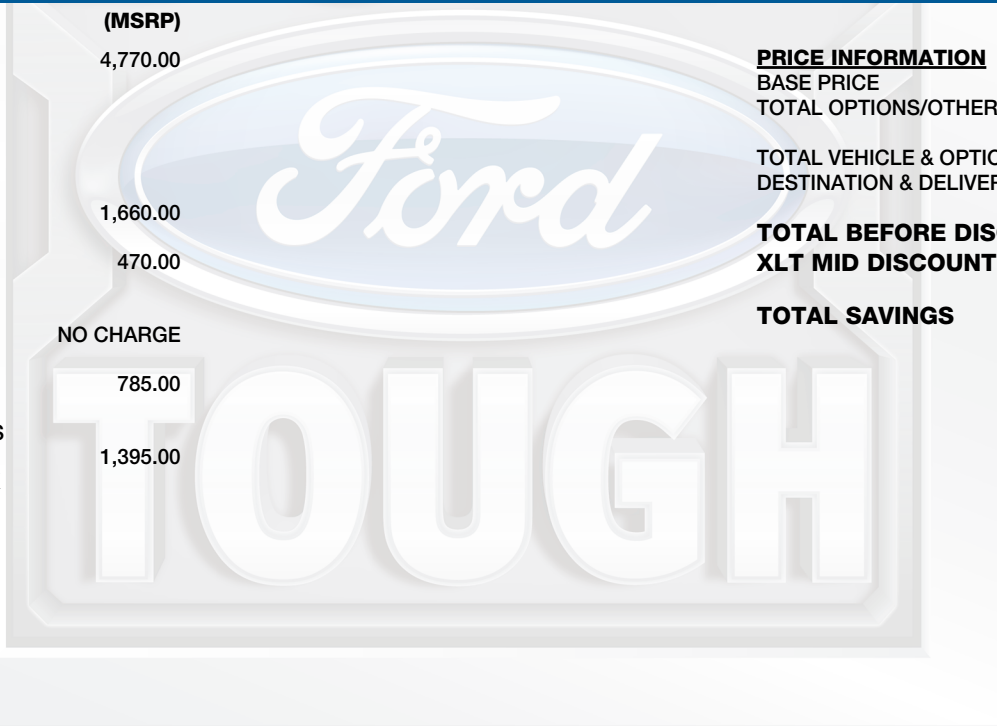 (MSRP)
4,770.00
1,660.00
470.00
NO CHARGE
785.00
S
1,395.00
PRICE INFORMATION
BASE PRICE
TOTAL OPTIONS/OTHER
TOTAL VEHICLE & OPTIO
DESTINATION & DELIVER
TOTAL BEFORE DISC
XLT MID DISCOUNT
TOTAL SAVINGS
Ford
TOUGH